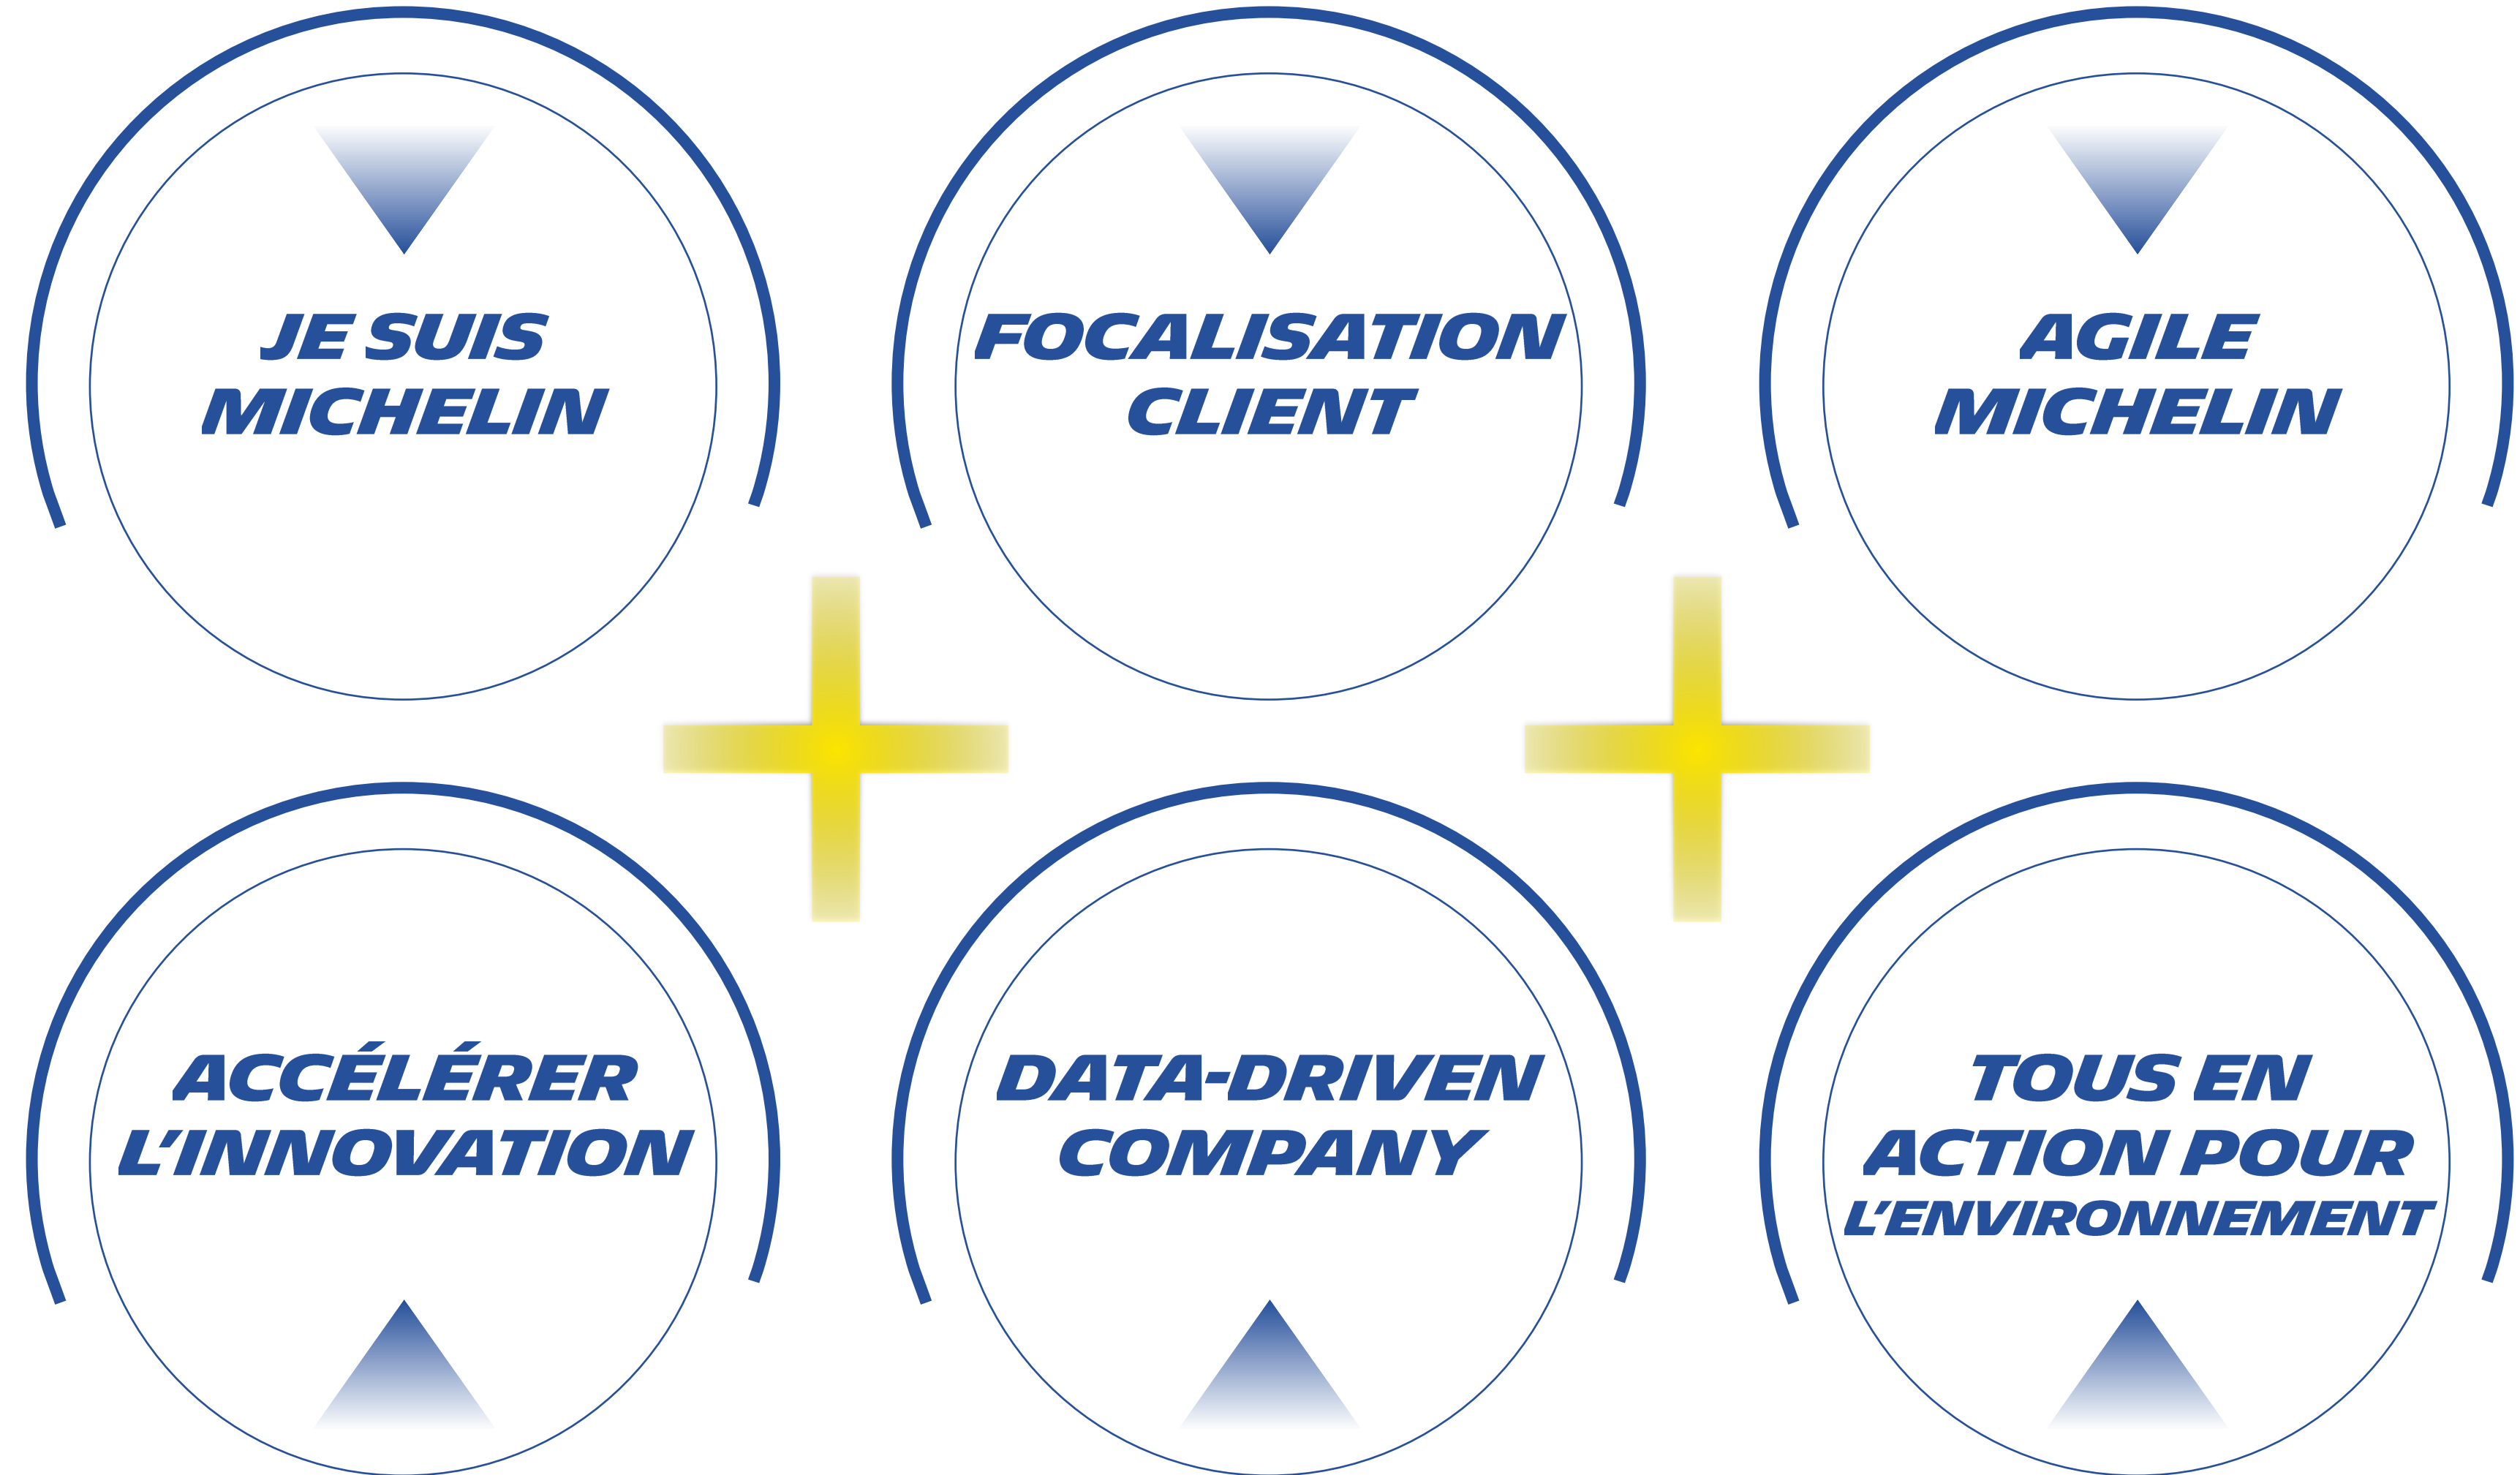 JE SUIS
MICHELIN
FOCALISATION
CLIENT
AGILE
MICHELIN
ACCÉLÉRER
L'INNOVATION
DATA-DRIVEN
COMPANY
TOUS EN
ACTION POUR
L'ENVIRONNEMENT